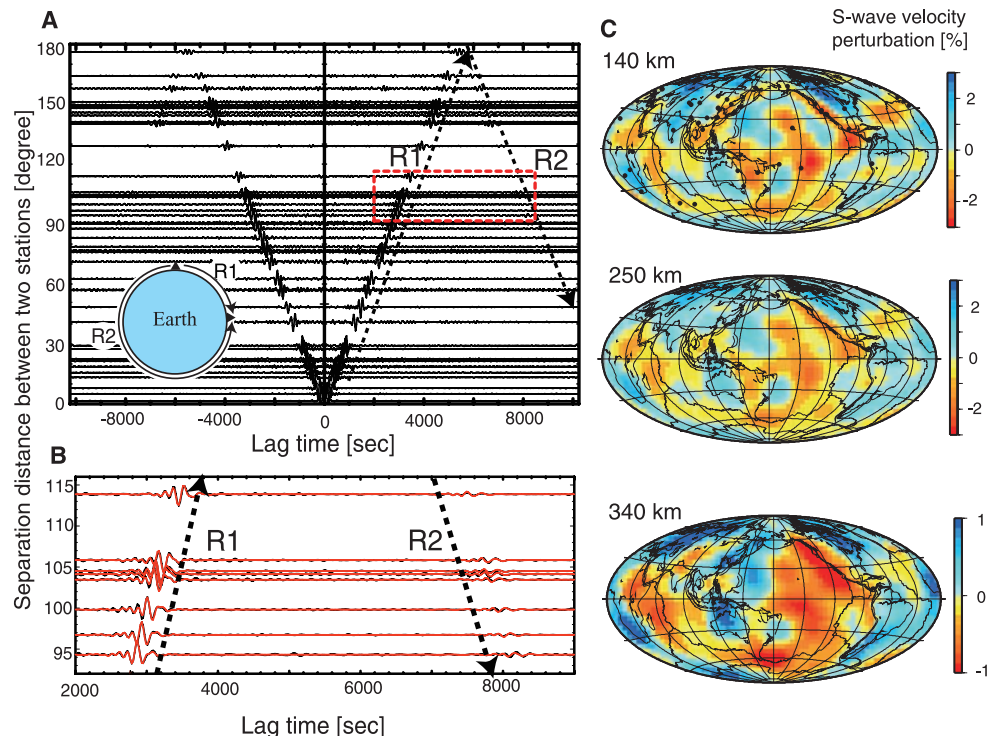 A
Separation distance between two stations [degree]
180
150
120
90
60
30
0
R1
R2
R1
R2
Earth
-8000 -4000 0 4000 8000
Lag time [sec]
B
115
110
105
100
95
R1
R2
2000 4000 6000 8000
Lag time [sec]
C
S-wave velocity
perturbation [%]
140 km
2
0
-2
250 km
2
0
-2
340 km
1
0
-1